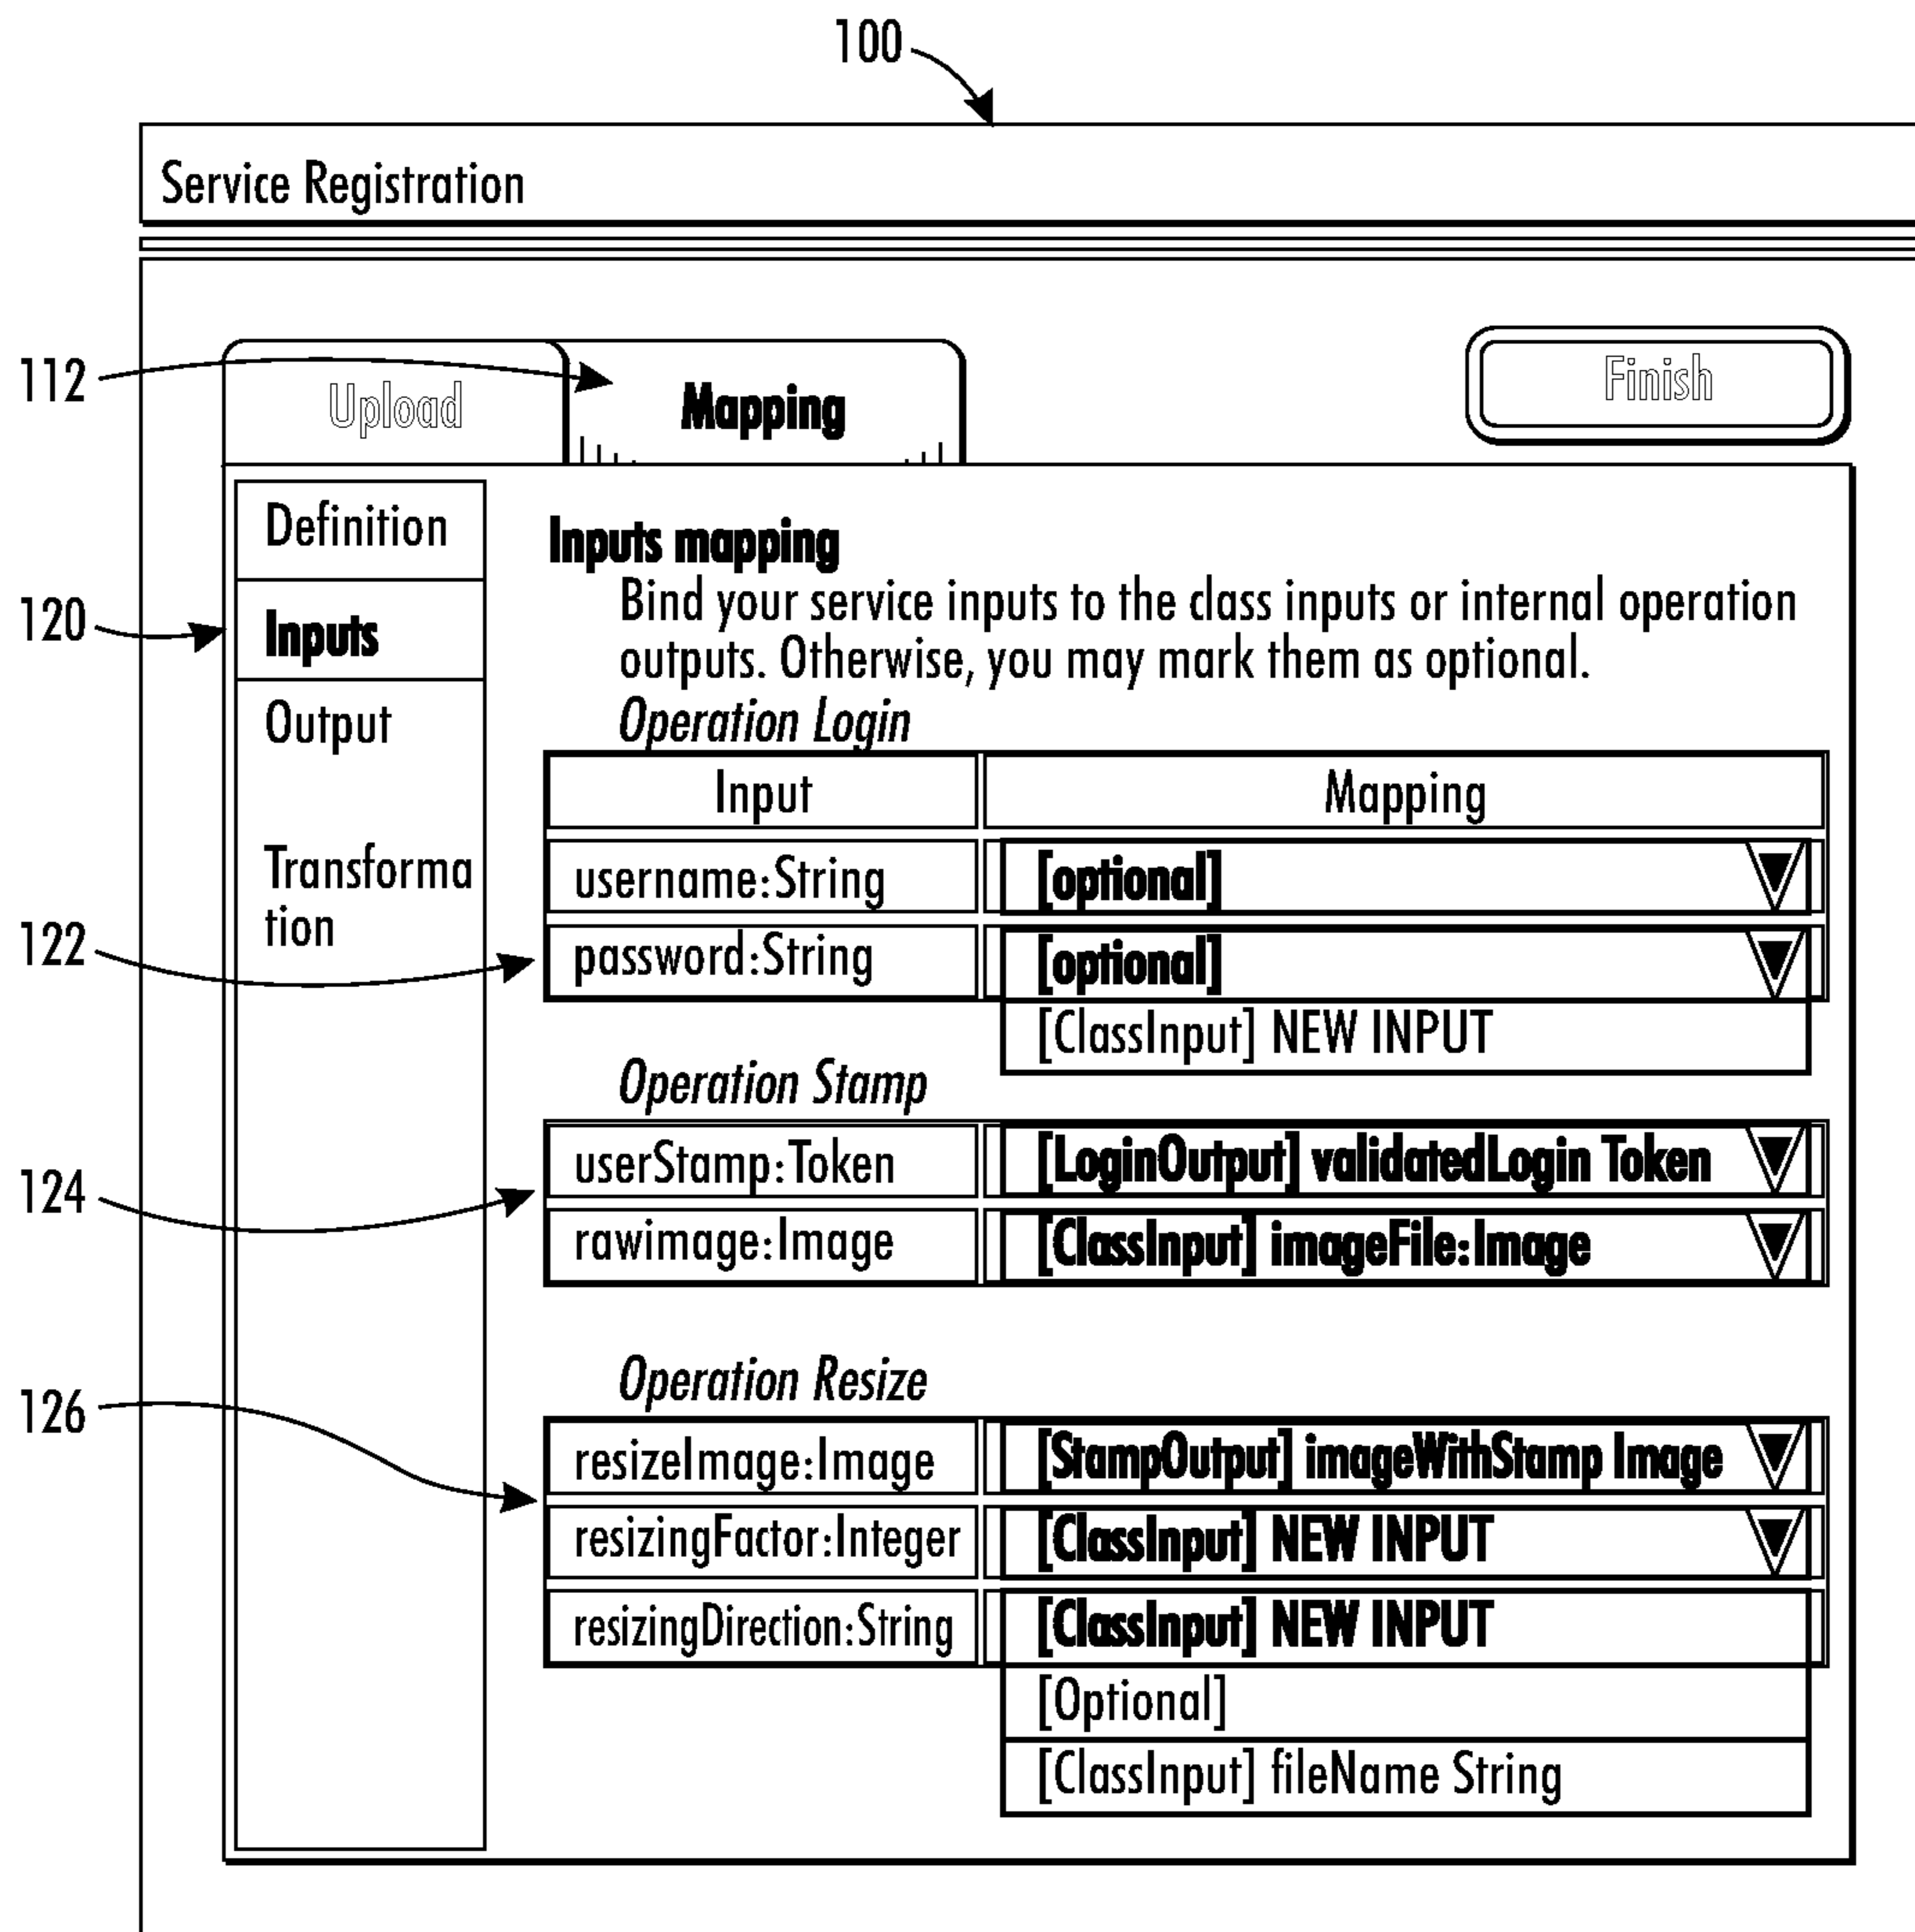 100
Service Registration
112
Upload
Mapping
Finish
Definition
120
Inputs
Output
Transforma
tion
Inputs mapping
Bind your service inputs to the class inputs or internal operation
outputs. Otherwise, you may mark them as optional.
Operation Login
Input
Mapping
username:String
[optional]
122
password:String
[optional]
[ClassInput] NEW INPUT
Operation Stamp
124
userStamp:Token
[LoginOutput] validatedLogin Token
rawimage:Image
[ClassInput] imageFile:Image
Operation Resize
126
resizeImage:Image
[StampOutput] imageWithStamp Image
resizingFactor:Integer
[ClassInput] NEW INPUT
resizingDirection:String
[ClassInput] NEW INPUT
[Optional]
[ClassInput] fileName String